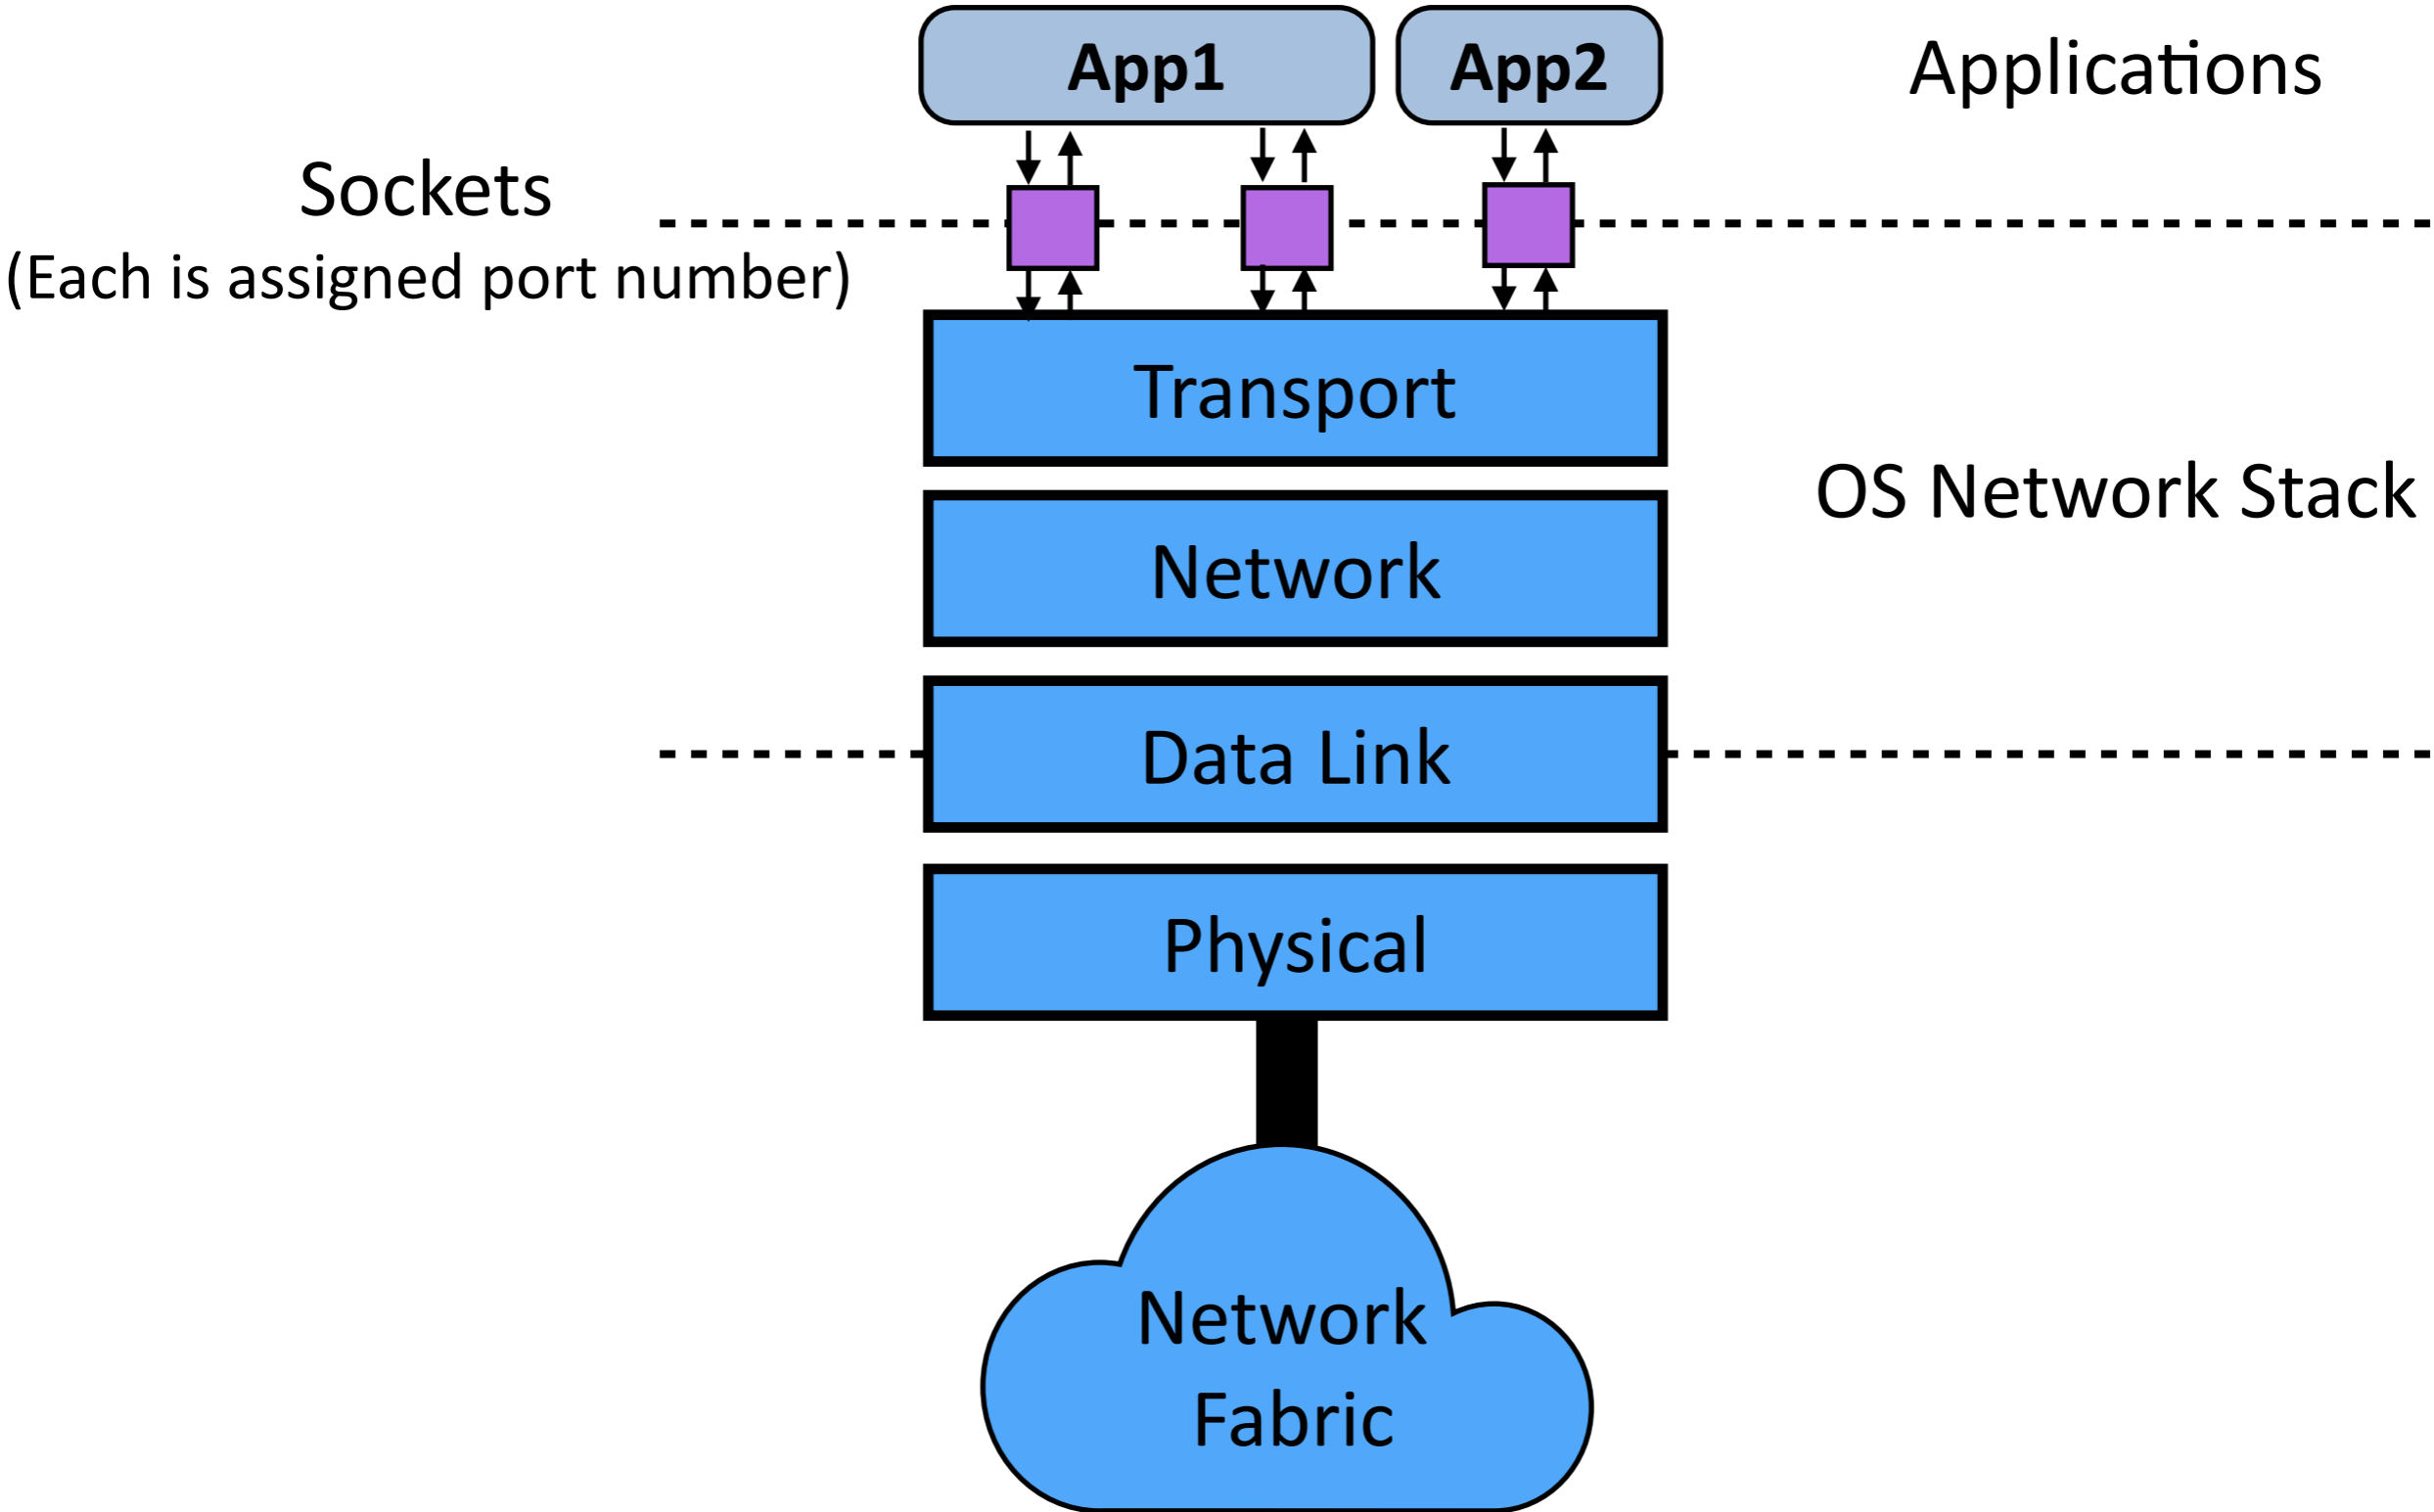 App1
App2
Applications
Sockets
(Each is assigned port number)
Transport
OS Network Stack
Network
Data Link
Physical
Network
Fabric